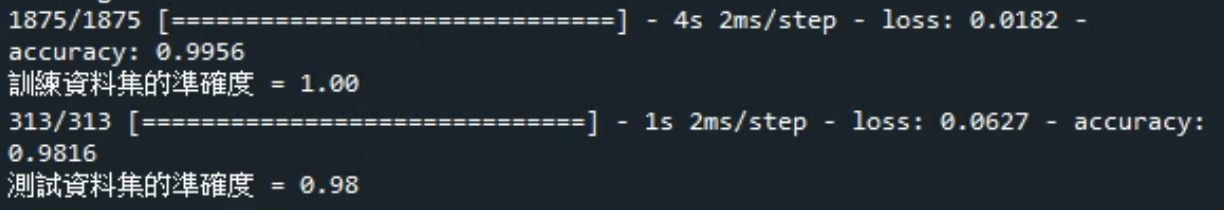 1875/1875 [==============================] - 4s 2ms/step - loss: 0.0182 -
accuracy: 0.9956
訓練資料集的準確度 = 1.00
313/313 [==============================] - 1s 2ms/step - loss: 0.0627 - accuracy:
0.9816
測試資料集的準確度 = 0.98